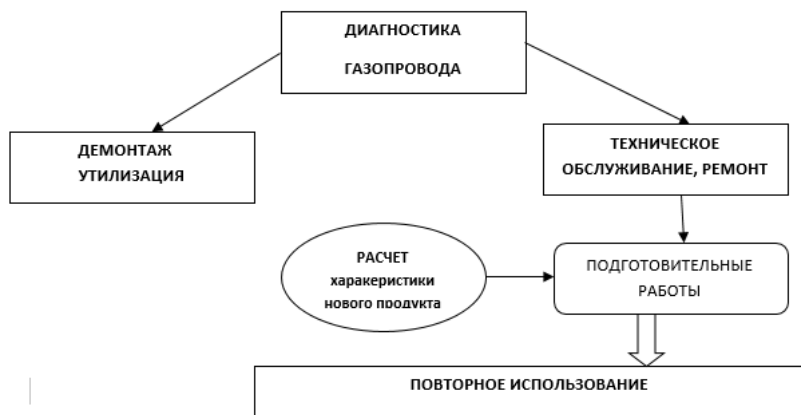 ДИАГНОСТИКА
ГАЗОПРОВОДА
ДЕМОНТАЖ
УТИЛИЗАЦИЯ
ТЕХНИЧЕСКОЕ
ОБСЛУЖИВАНИЕ, РЕМОНТ
РАСЧЕТ
харакеристики
нового продукта
ПОДГОТОВИТЕЛЬНЫЕ
РАБОТЫ
ПОВТОРНОЕ ИСПОЛЬЗОВАНИЕ